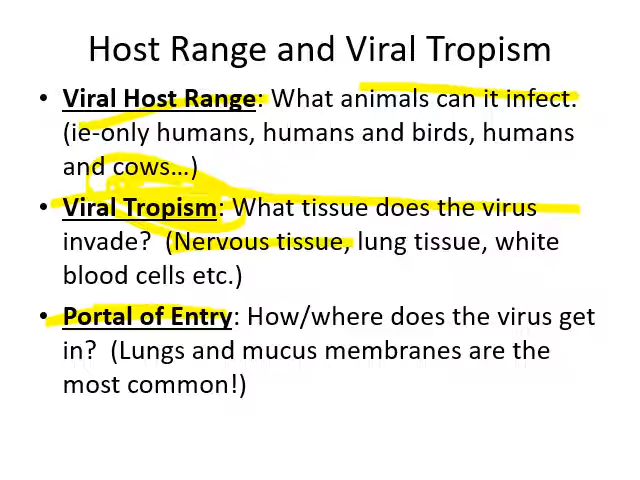 Host Range and Viral Tropism
• Viral Host Range: What animals can it infect.
(ie-only humans, humans and birds, humans
and cows…)
• Viral Tropism: What tissue does the virus
invade?  (Nervous tissue, lung tissue, white
blood cells etc.)
• Portal of Entry: How/where does the virus get
in?  (Lungs and mucus membranes are the
most common!)